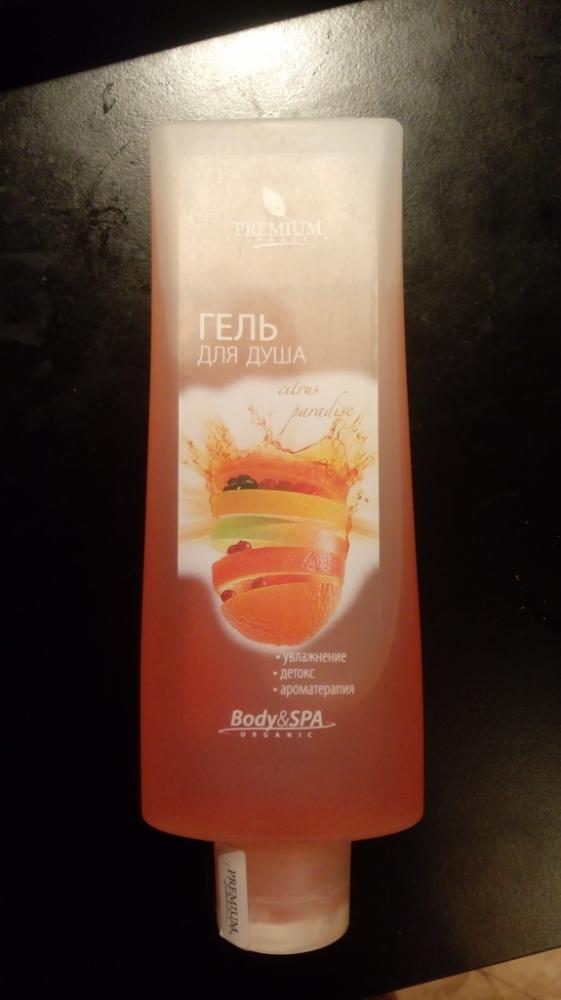 PREMIUM
ГЕЛЬ
ДЛЯ ДУША
citrus
paradise
• увлажнение
• детокс
• ароматерапия
Body&SPA
ORGANIC
PREMIUM